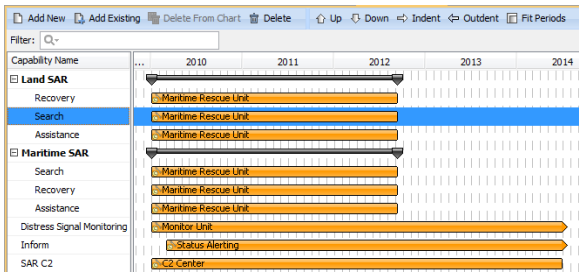 Add New Add Existing Delete From Chart Delete Up Down Indent Outdent Fit Periods
Filter:
Capability Name ... 2010 2011 2012 2013 2014
Land SAR
Recovery Maritime Rescue Unit
Search Maritime Rescue Unit
Assistance Maritime Rescue Unit
Maritime SAR
Search Maritime Rescue Unit
Recovery Maritime Rescue Unit
Assistance Maritime Rescue Unit
Distress Signal Monitoring Monitor Unit
Inform Status Alerting
SAR C2 C2 Center